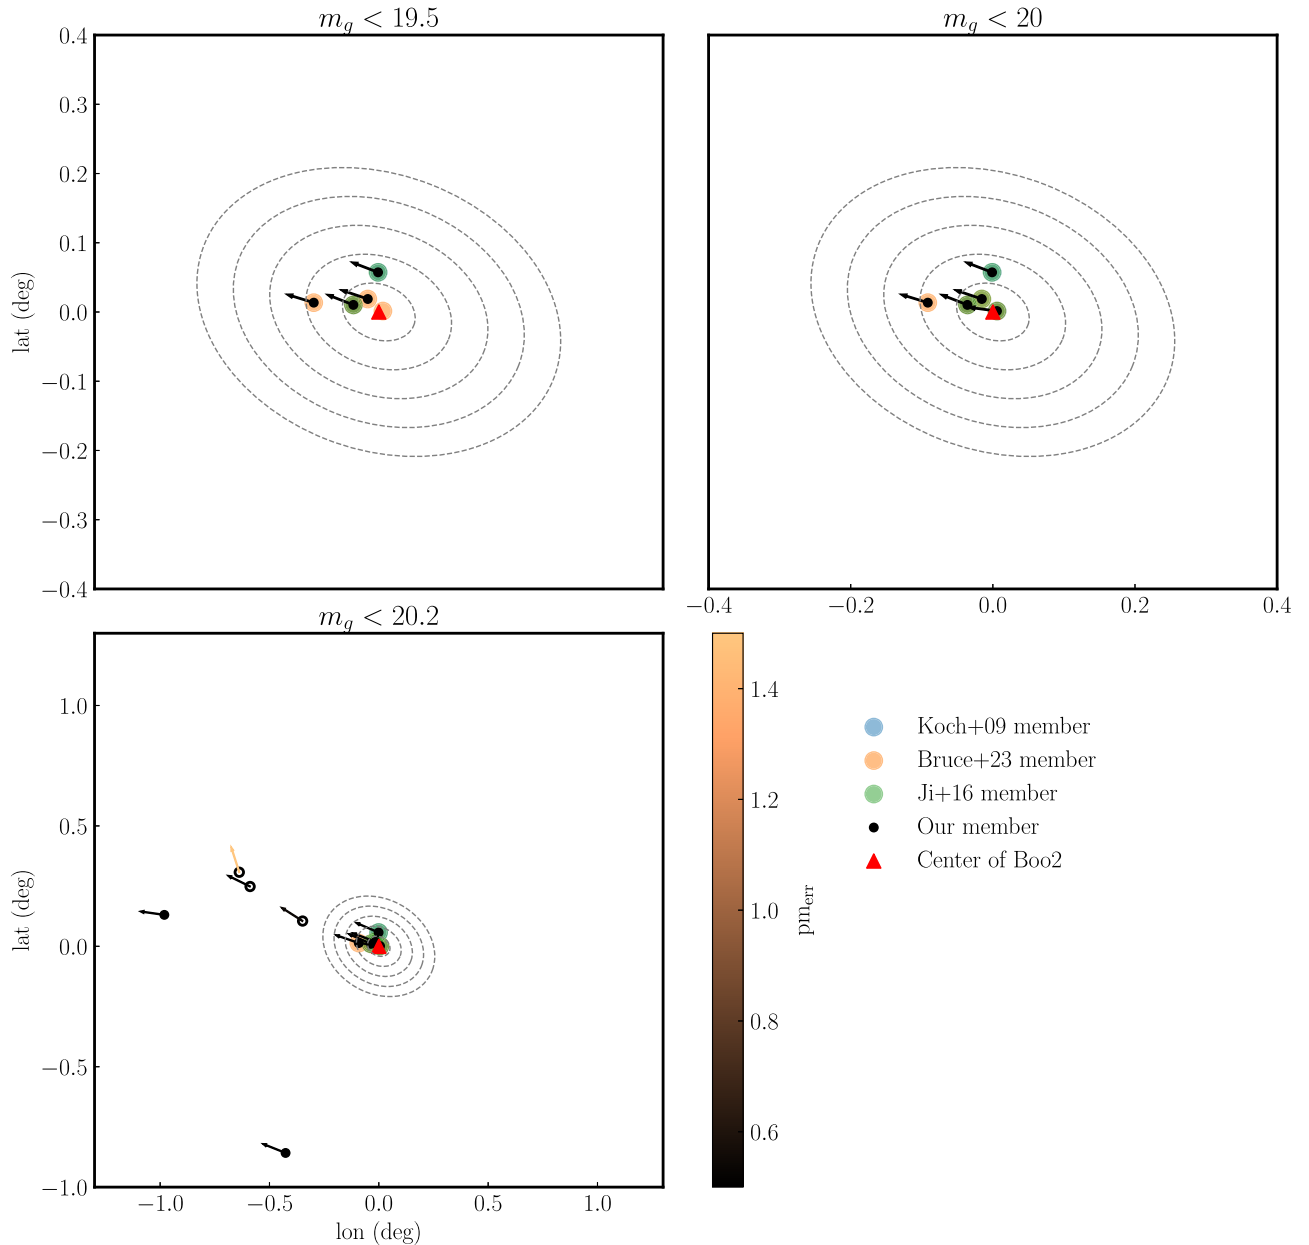 m_g < 19.5
m_g < 20
0.4
0.3
0.2
0.1
0.0
−0.1
−0.2
−0.3
−0.4
lat (deg)
−0.4
−0.2
0.0
0.2
0.4
m_g < 20.2
1.0
0.5
0.0
−0.5
−1.0
lat (deg)
−1.0
−0.5
0.0
0.5
1.0
lon (deg)
1.4
1.2
1.0
0.8
0.6
pm_err
Koch+09 member
Bruce+23 member
Ji+16 member
Our member
Center of Boo2